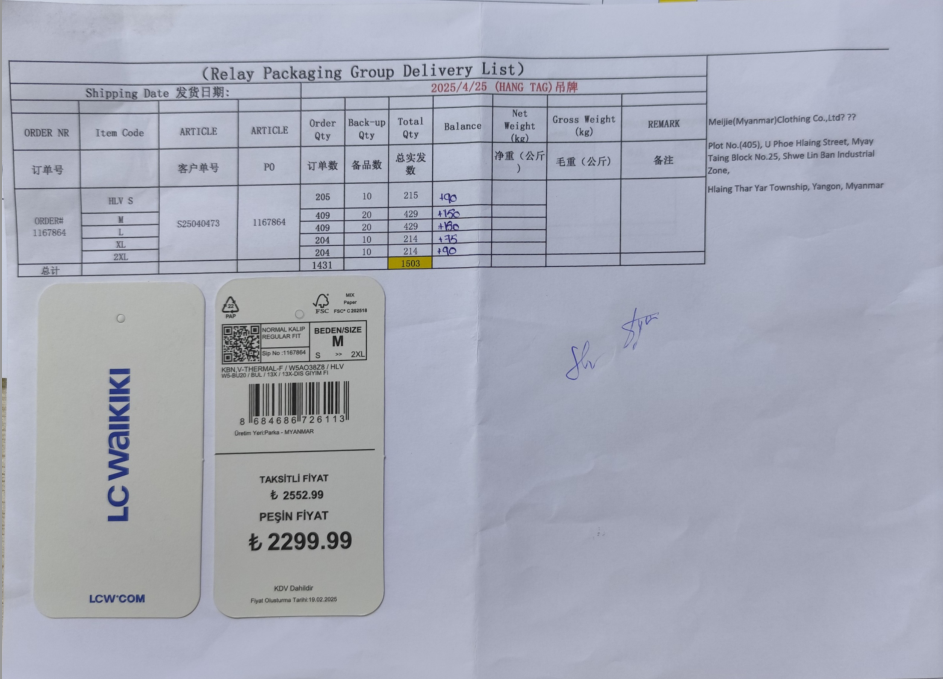 (Relay Packaging Group Delivery List)
Shipping Date 发货日期: 2025/4/25 (HANG TAG)吊牌
ORDER NR Item Code ARTICLE ARTICLE Order Qty Back-up Qty Total Qty Balance Net Weight (kg) Gross Weight (kg) REMARK
订单号 客户单号 PO 订单数 备品数 总实发数 净重（公斤） 毛重（公斤） 备注
ORDER# 1167864 S25040473 1167864
HLV S 205 10 215 +90
M 409 20 429 +150
L 409 20 429
XL 204 10 214 +75
2XL 204 10 214 +90
总计 1431 1503
Meijie(Myanmar)Clothing Co.,Ltd? ??
Plot No.(405), U Phoe Hlaing Street, Myay
Taing Block No.25, Shwe Lin Ban Industrial
Zone,
Hlaing Thar Yar Township, Yangon, Myanmar
LC WAIKIKI
LCW.COM
PAP
FSC
MIX
Paper
FSC® C
NORMAL KALIP
REGULAR FIT
Sip No :1167864
BEDEN/SIZE
M
S >> 2XL
KBN.V-THERMAL-F / W5AO38Z8 / HLV
W5-BU20 / BUL / 13X / 13X-DIS GIYIM FI
8 684686 726113
Üretim Yeri:Parka - MYANMAR
TAKSİTLİ FİYAT
₺ 2552.99
PEŞİN FİYAT
₺ 2299.99
KDV Dahildir
Fiyat Olusturma Tarihi:19.02.2025